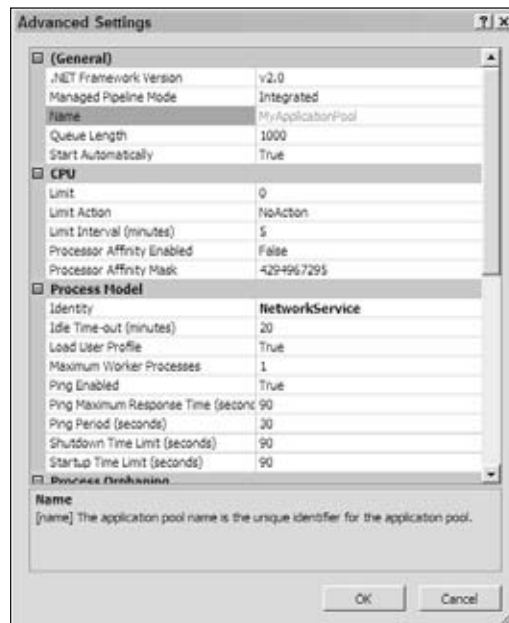 Advanced Settings
(General)
.NET Framework Version v2.0
Managed Pipeline Mode Integrated
Name MyApplicationPool
Queue Length 1000
Start Automatically True
CPU
Limit 0
Limit Action NoAction
Limit Interval (minutes) 5
Processor Affinity Enabled False
Processor Affinity Mask 4294967295
Process Model
Identity NetworkService
Idle Time-out (minutes) 20
Load User Profile True
Maximum Worker Processes 1
Ping Enabled True
Ping Maximum Response Time (second 90
Ping Period (seconds) 30
Shutdown Time Limit (seconds) 90
Startup Time Limit (seconds) 90
Process Orphaning
Name
[name] The application pool name is the unique identifier for the application pool.
OK Cancel